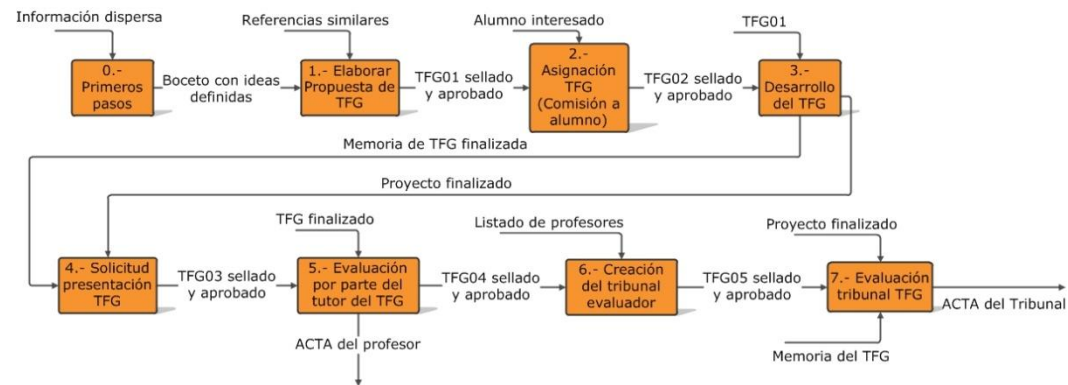 Información dispersa
Referencias similares
Alumno interesado
TFG01
0.-
Primeros
pasos
Boceto con ideas
definidas
1.- Elaborar
Propuesta de
TFG
TFG01 sellado
y aprobado
2.-
Asignación
TFG
(Comisión a
alumno)
TFG02 sellado
y aprobado
3.-
Desarrollo
del TFG
Memoria de TFG finalizada
Proyecto finalizado
TFG finalizado
Listado de profesores
Proyecto finalizado
4.- Solicitud
presentación
TFG
TFG03 sellado
y aprobado
5.- Evaluación
por parte del
tutor del TFG
TFG04 sellado
y aprobado
6.- Creación
del tribunal
evaluador
TFG05 sellado
y aprobado
7.- Evaluación
tribunal TFG
ACTA del Tribunal
ACTA del profesor
Memoria del TFG